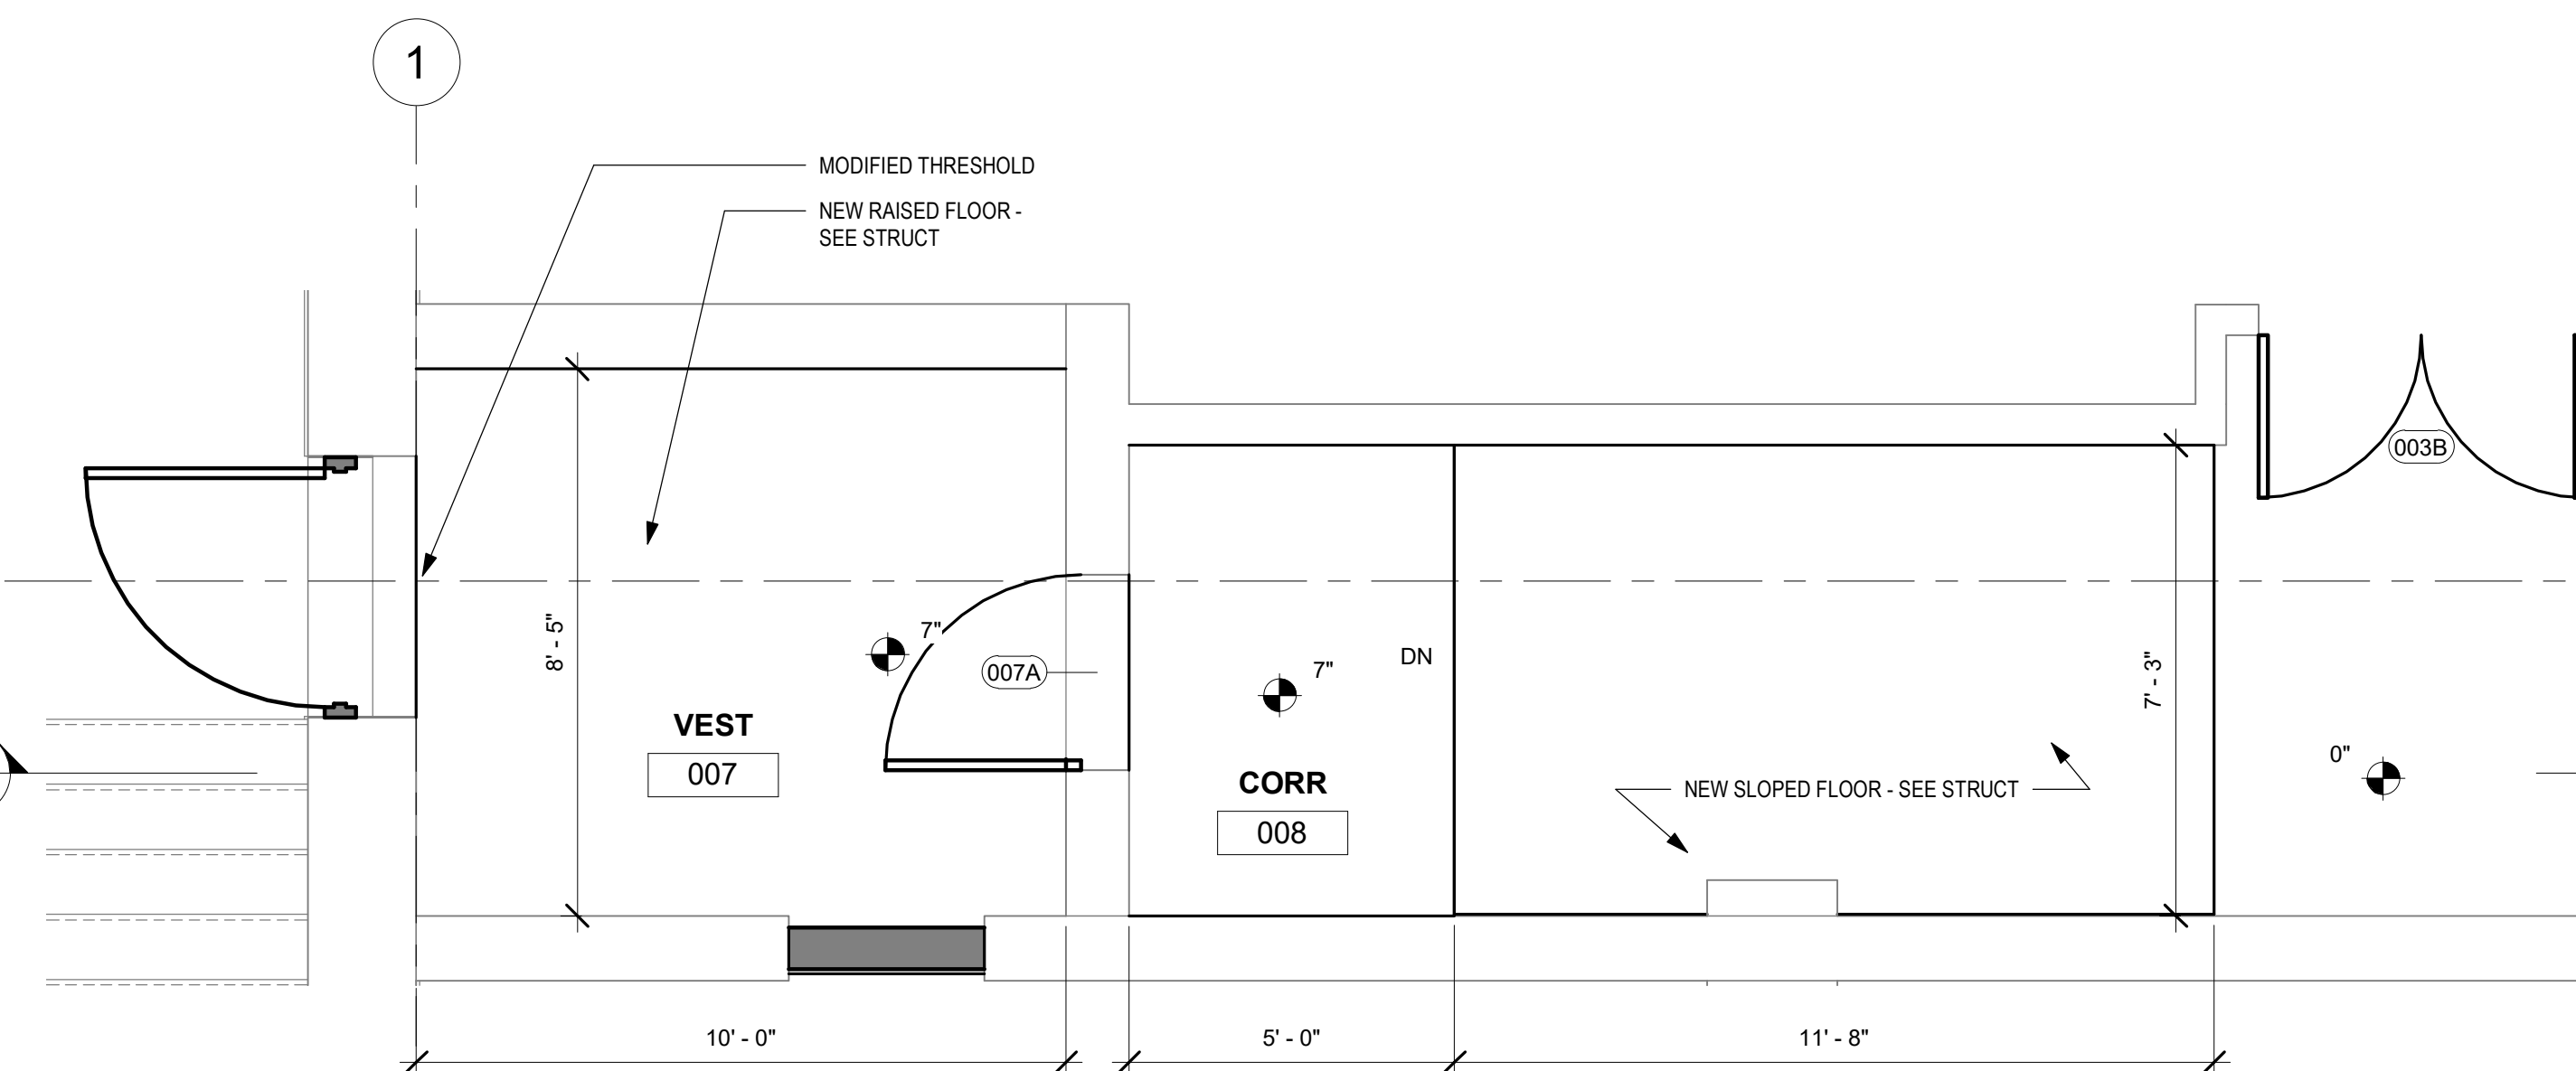 1
MODIFIED THRESHOLD
NEW RAISED FLOOR -
SEE STRUCT
003B
8' - 5"
7"
007A
7"
DN
7' - 3"
VEST
007
CORR
008
NEW SLOPED FLOOR - SEE STRUCT
0"
10' - 0"
5' - 0"
11' - 8"